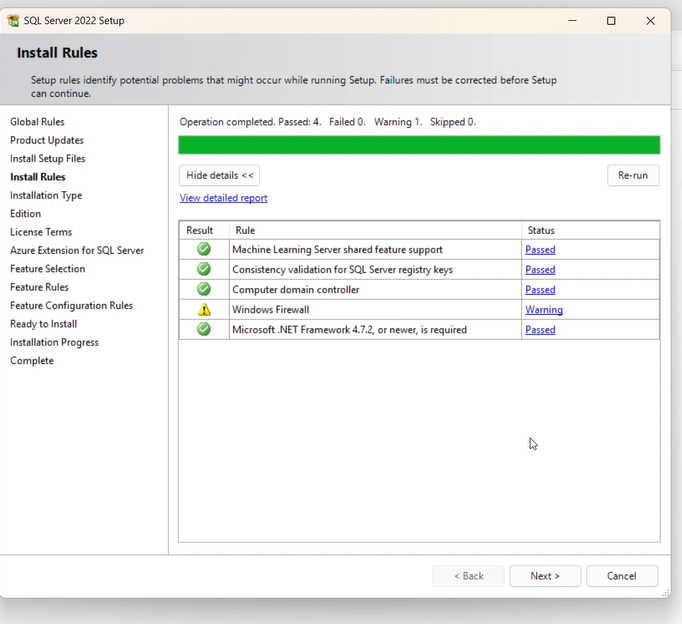 SQL Server 2022 Setup
Install Rules
Setup rules identify potential problems that might occur while running Setup. Failures must be corrected before Setup
can continue.
Global Rules
Product Updates
Install Setup Files
Install Rules
Installation Type
Edition
License Terms
Azure Extension for SQL Server
Feature Selection
Feature Rules
Feature Configuration Rules
Ready to Install
Installation Progress
Complete
Operation completed. Passed: 4. Failed 0. Warning 1. Skipped 0.
Hide details <<
Re-run
View detailed report
Result Rule Status
Machine Learning Server shared feature support Passed
Consistency validation for SQL Server registry keys Passed
Computer domain controller Passed
Windows Firewall Warning
Microsoft .NET Framework 4.7.2, or newer, is required Passed
< Back Next > Cancel